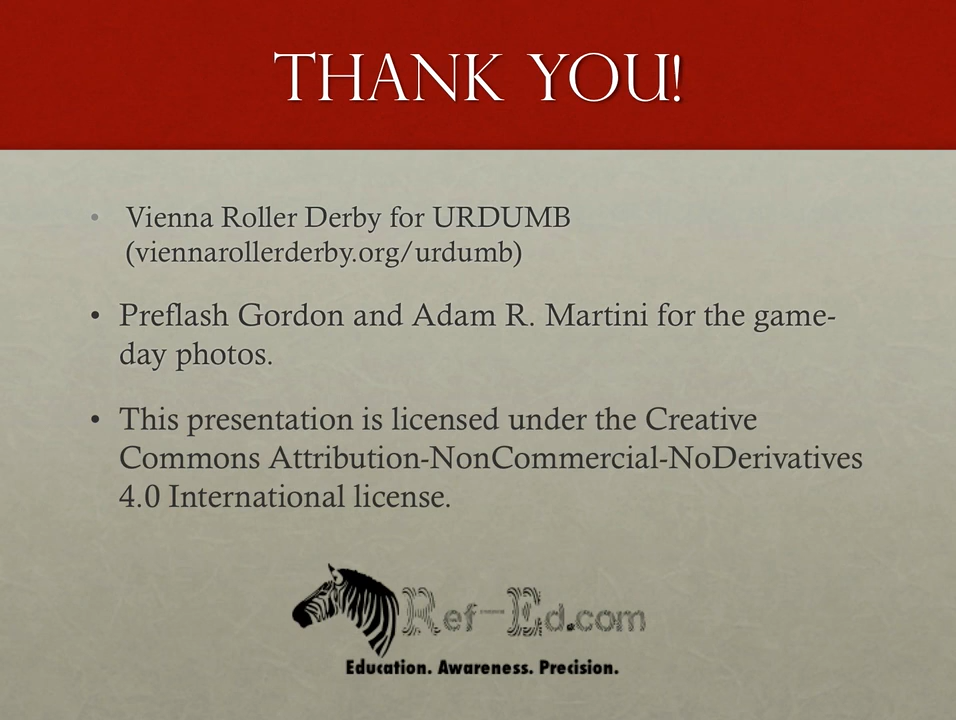 THANK YOU!
• Vienna Roller Derby for URDUMB
(viennarollerderby.org/urdumb)
• Preflash Gordon and Adam R. Martini for the game-
day photos.
• This presentation is licensed under the Creative
Commons Attribution-NonCommercial-NoDerivatives
4.0 International license.
Ref-Ed.com
Education. Awareness. Precision.